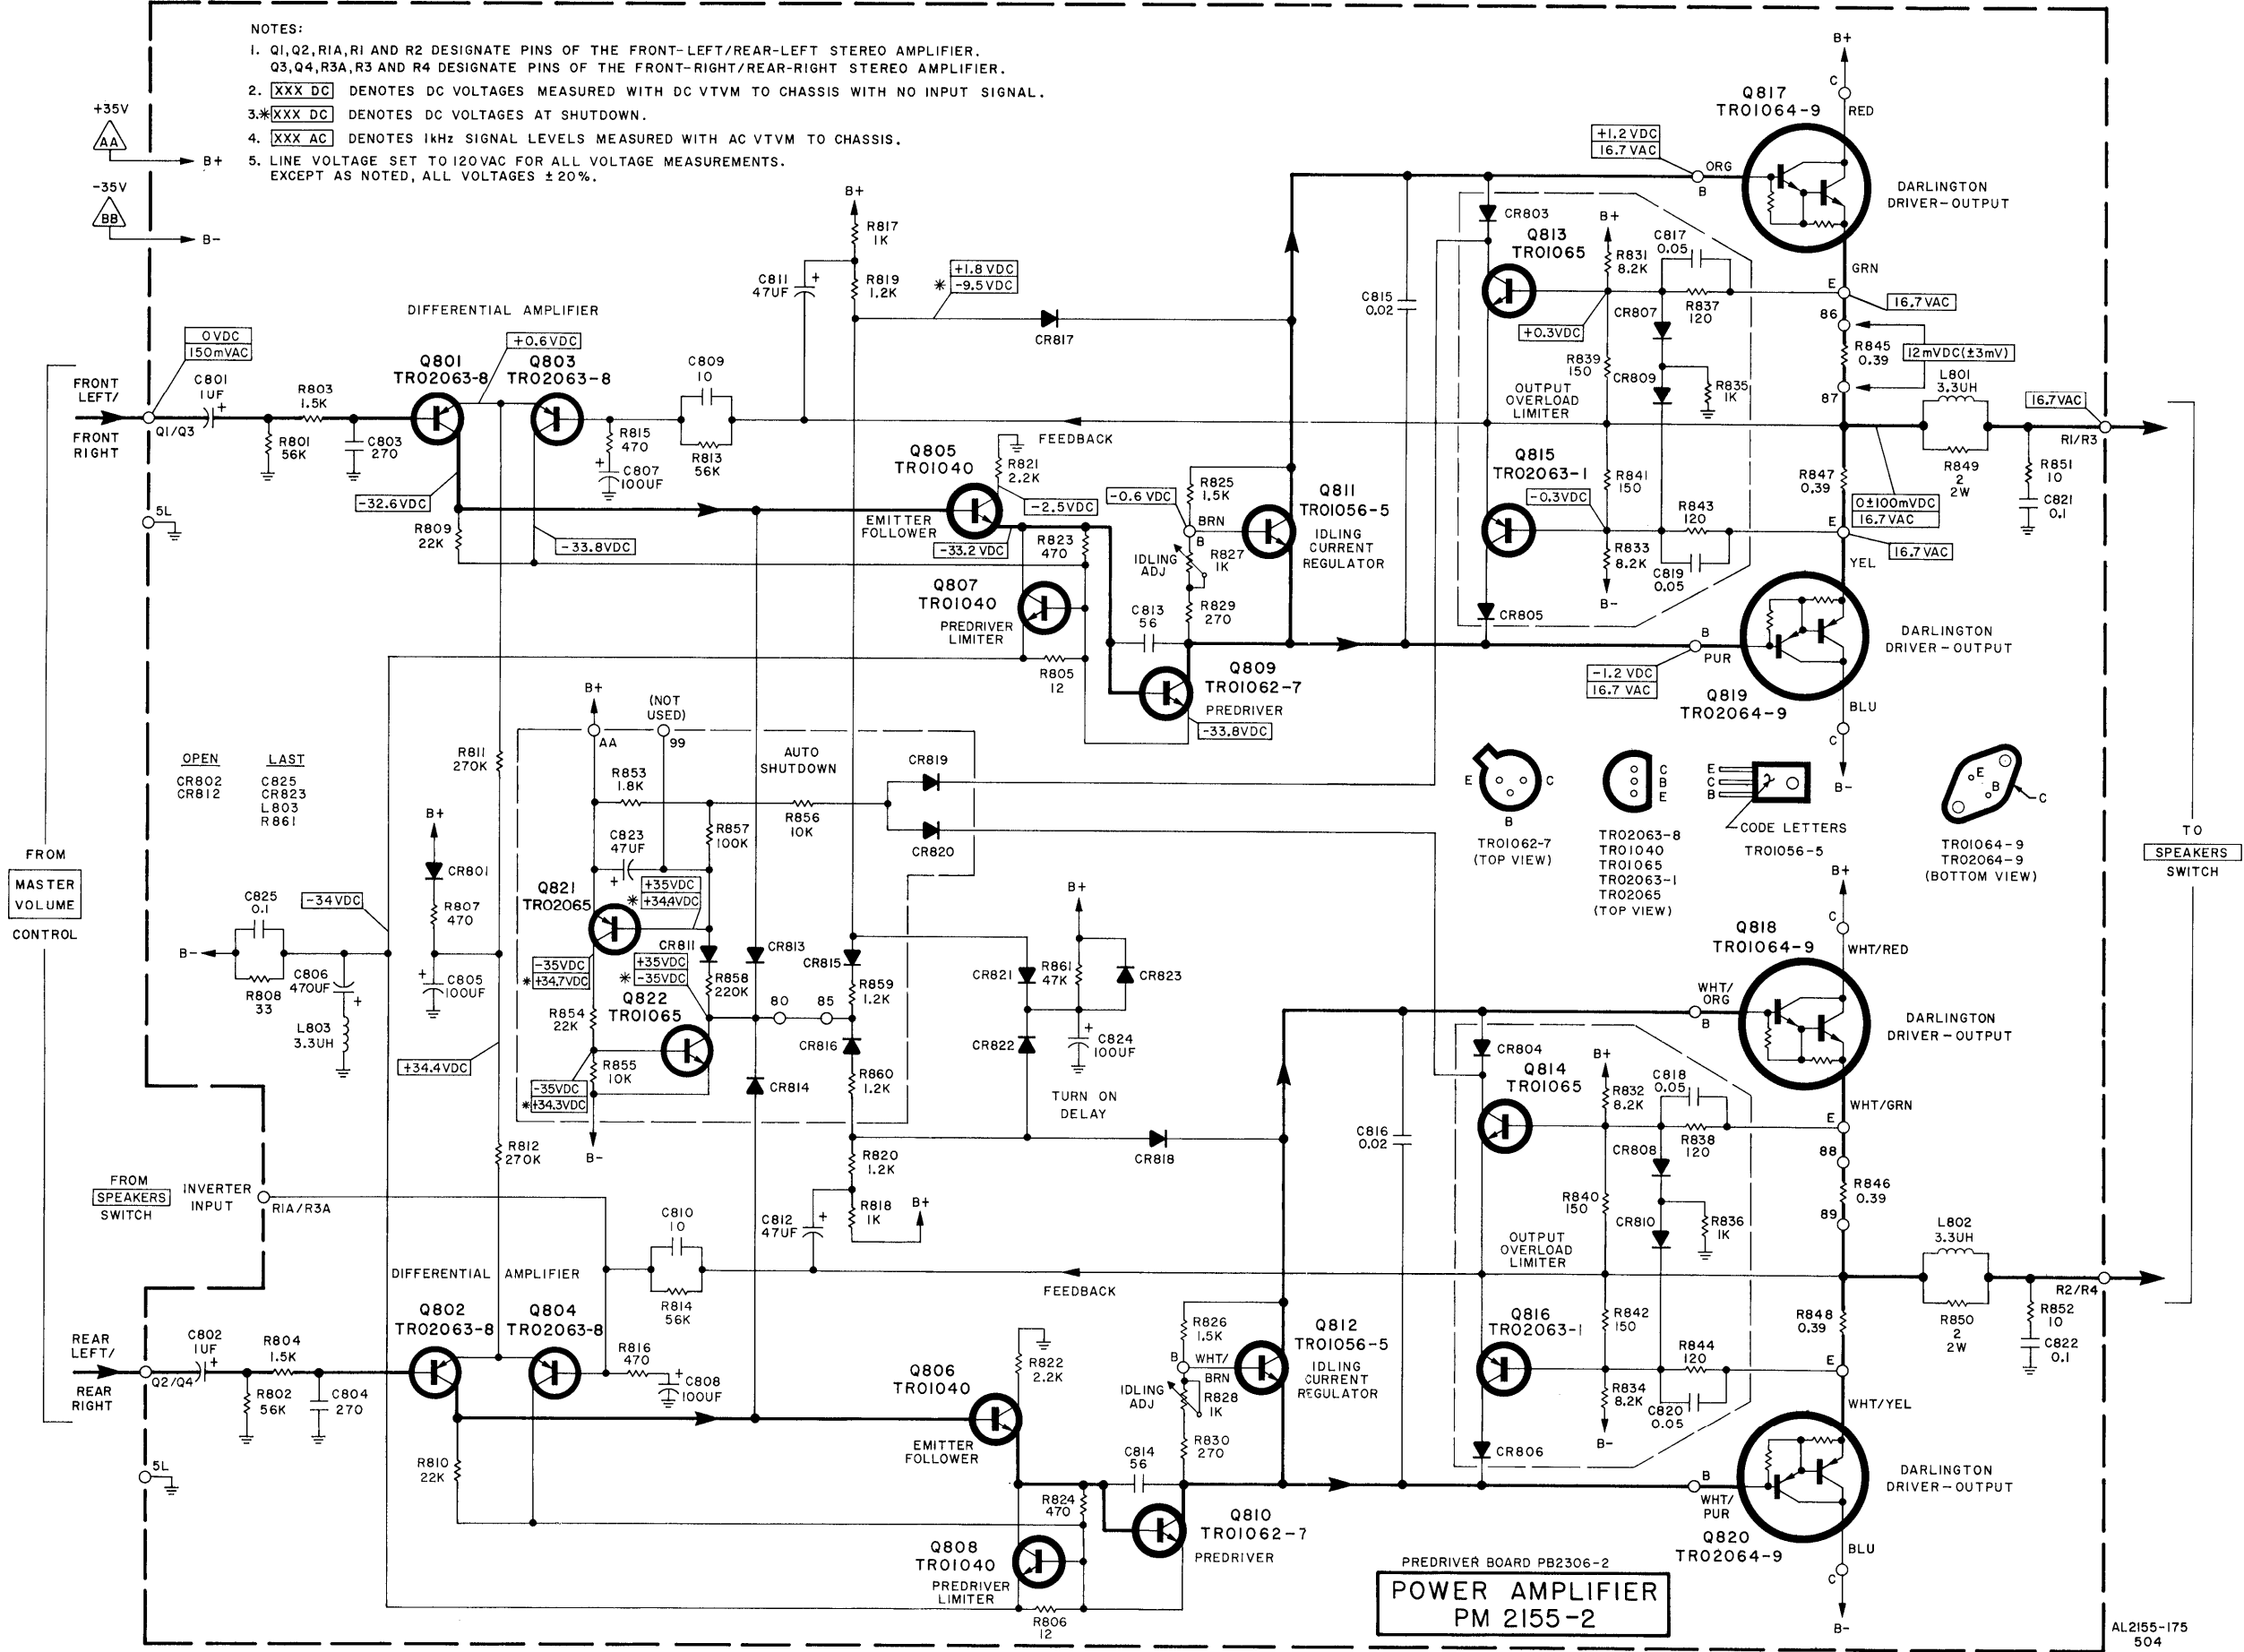 NOTES:
1. Q1,Q2,R1A,R1 AND R2 DESIGNATE PINS OF THE FRONT-LEFT/REAR-LEFT STEREO AMPLIFIER.
Q3,Q4,R3A,R3 AND R4 DESIGNATE PINS OF THE FRONT-RIGHT/REAR-RIGHT STEREO AMPLIFIER.
2. XXX DC DENOTES DC VOLTAGES MEASURED WITH DC VTVM TO CHASSIS WITH NO INPUT SIGNAL.
3.*XXX DC DENOTES DC VOLTAGES AT SHUTDOWN.
4. XXX AC DENOTES 1kHz SIGNAL LEVELS MEASURED WITH AC VTVM TO CHASSIS.
5. LINE VOLTAGE SET TO 120VAC FOR ALL VOLTAGE MEASUREMENTS.
EXCEPT AS NOTED, ALL VOLTAGES ±20%.
+35V
AA
B+
-35V
BB
B-
DIFFERENTIAL AMPLIFIER
0VDC
150mVAC
+0.6VDC
FRONT LEFT/
FRONT RIGHT
Q1/Q3
C801
1UF
+
R801
56K
R803
1.5K
C803
270
Q801
TR02063-8
Q803
TR02063-8
-32.6VDC
R809
22K
-33.8VDC
R815
470
+
C807
100UF
C809
10
R813
56K
5L
B+
R817
1K
C811
47UF
+
R819
1.2K
+1.8VDC
* -9.5VDC
CR817
FEEDBACK
Q805
TR01040
EMITTER
FOLLOWER
R821
2.2K
-2.5VDC
-33.2VDC
R823
470
Q807
TR01040
PREDRIVER
LIMITER
R805
12
-0.6 VDC
R825
1.5K
BRN
B
IDLING
ADJ
R827
1K
R829
270
C813
56
Q811
TR01056-5
IDLING
CURRENT
REGULATOR
Q809
TR01062-7
PREDRIVER
-33.8VDC
C815
0.02
CR803
Q813
TR01065
+0.3VDC
B+
R831
8.2K
R839
150
C817
0.05
CR807
R837
120
CR809
R835
1K
OUTPUT
OVERLOAD
LIMITER
Q815
TR02063-1
-0.3VDC
R841
150
R843
120
R833
8.2K
C819
0.05
B-
CR805
+1.2VDC
16.7VAC
ORG
B
Q817
TR01064-9
B+
C
RED
DARLINGTON
DRIVER-OUTPUT
GRN
E
16.7VAC
86
12mVDC(±3mV)
R845
0.39
87
L801
3.3UH
16.7VAC
R1/R3
R849
2
2W
R851
10
C821
0.1
R847
0.39
0±100mVDC
16.7VAC
E
16.7VAC
YEL
B
PUR
-1.2 VDC
16.7 VAC
Q819
TR02064-9
DARLINGTON
DRIVER-OUTPUT
BLU
C
B-
OPEN
CR802
CR812
LAST
C825
CR823
L803
R861
FROM
MASTER
VOLUME
CONTROL
C825
0.1
B-
R808
33
C806
470UF
+
L803
3.3UH
-34VDC
B+
CR801
R807
470
+
C805
100UF
+34.4VDC
R811
270K
R812
270K
B+
AA
(NOT
USED)
99
AUTO
SHUTDOWN
R853
1.8K
C823
47UF
+
R857
100K
R856
10K
CR819
CR820
Q821
TR02065
+35VDC
* +34.4VDC
CR811
CR813
-35VDC
* +34.7VDC
+35VDC
* -35VDC
R858
220K
Q822
TR01065
R854
22K
R855
10K
-35VDC
* +34.3VDC
B-
80
85
CR814
CR815
R859
1.2K
CR816
R860
1.2K
B+
CR821
R861
47K
CR823
CR822
+
C824
100UF
TURN ON
DELAY
CR818
R820
1.2K
C812
47UF
+
R818
1K
B+
E
C
B
TR01062-7
(TOP VIEW)
C
B
E
TR02063-8
TR01040
TR01065
TR02063-1
TR02065
(TOP VIEW)
E
C
B
CODE LETTERS
TR01056-5
E
B
C
TR01064-9
TR02064-9
(BOTTOM VIEW)
TO
SPEAKERS
SWITCH
FROM
SPEAKERS
SWITCH
INVERTER
INPUT
R1A/R3A
DIFFERENTIAL AMPLIFIER
REAR LEFT/
REAR RIGHT
Q2/Q4
C802
1UF
+
R804
1.5K
R802
56K
C804
270
Q802
TR02063-8
Q804
TR02063-8
R810
22K
C810
10
R814
56K
R816
470
+
C808
100UF
5L
FEEDBACK
Q806
TR01040
EMITTER
FOLLOWER
R822
2.2K
R824
470
Q808
TR01040
PREDRIVER
LIMITER
R806
12
R826
1.5K
B
WHT/
BRN
IDLING
ADJ
R828
1K
R830
270
C814
56
Q812
TR01056-5
IDLING
CURRENT
REGULATOR
Q810
TR01062-7
PREDRIVER
C816
0.02
CR804
Q814
TR01065
B+
R832
8.2K
C818
0.05
R838
120
CR808
R840
150
CR810
R836
1K
OUTPUT
OVERLOAD
LIMITER
Q816
TR02063-1
R842
150
R844
120
R834
8.2K
C820
0.05
B-
CR806
WHT/
ORG
B
Q818
TR01064-9
B+
C
WHT/RED
DARLINGTON
DRIVER-OUTPUT
WHT/GRN
E
88
R846
0.39
89
L802
3.3UH
R2/R4
R850
2
2W
R852
10
C822
0.1
R848
0.39
E
WHT/YEL
B
WHT/
PUR
Q820
TR02064-9
DARLINGTON
DRIVER-OUTPUT
BLU
C
B-
PREDRIVER BOARD PB2306-2
POWER AMPLIFIER
PM 2155-2
AL2155-175
504